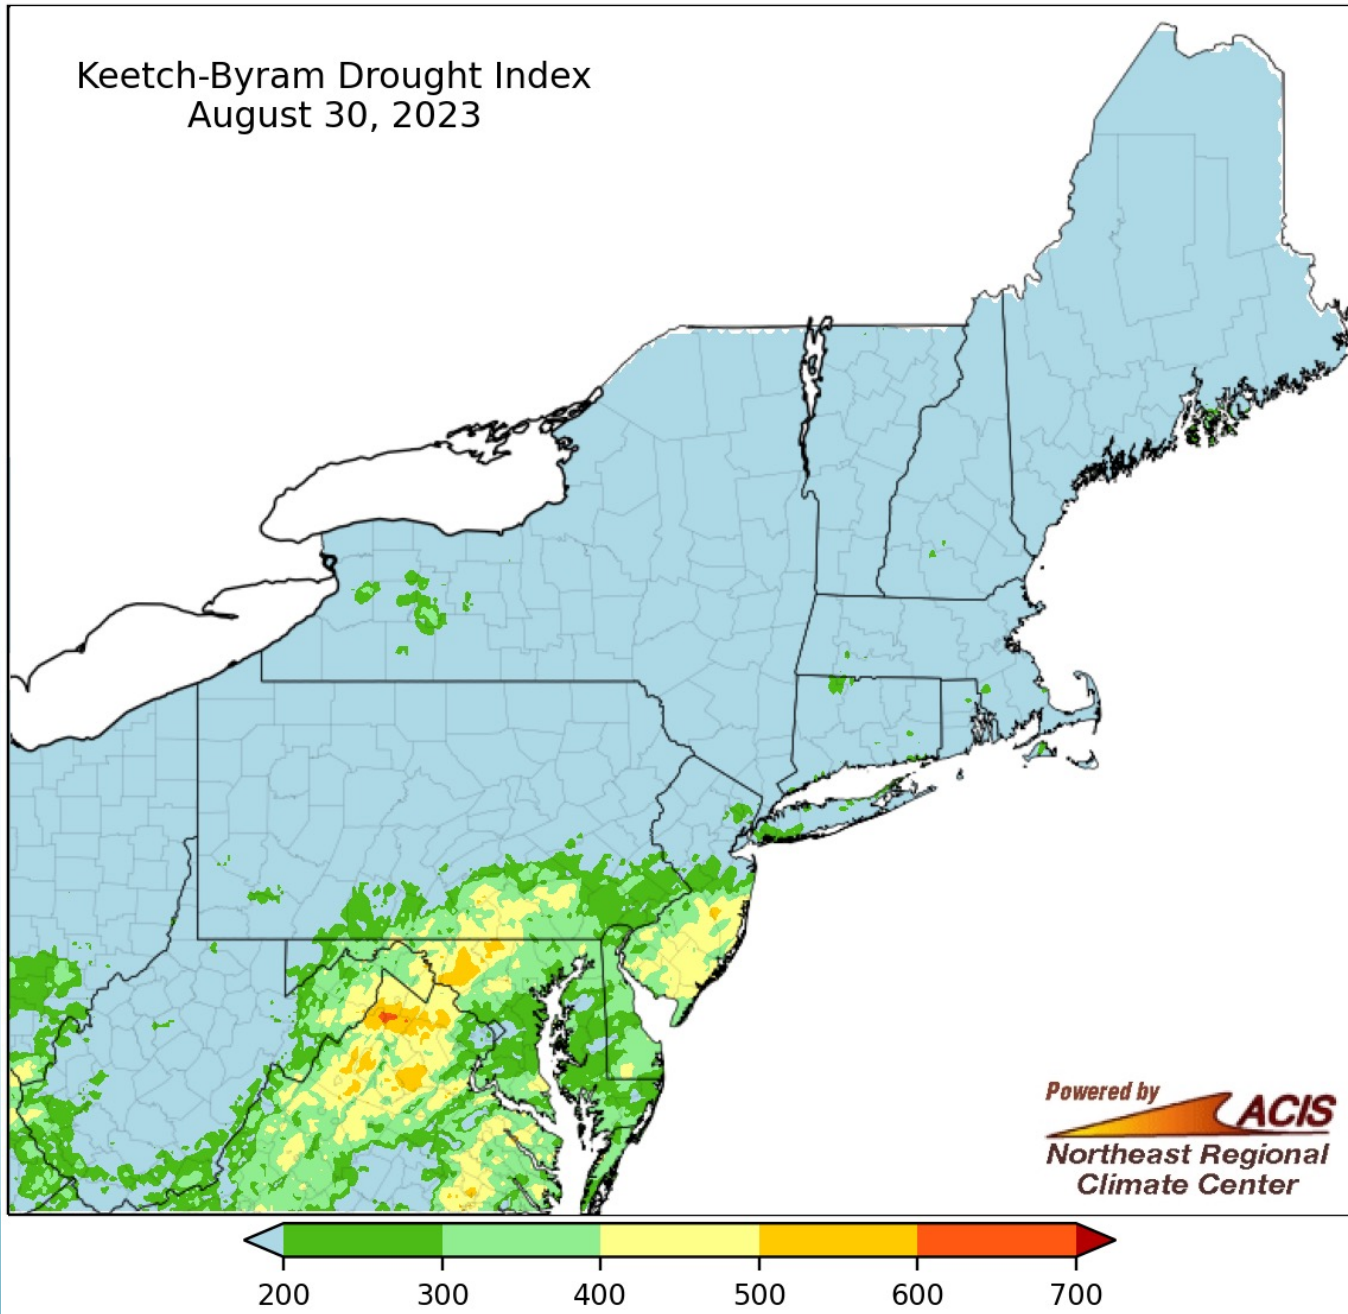 Keetch-Byram Drought Index
August 30, 2023
Powered by
ACIS
Northeast Regional
Climate Center
200 300 400 500 600 700